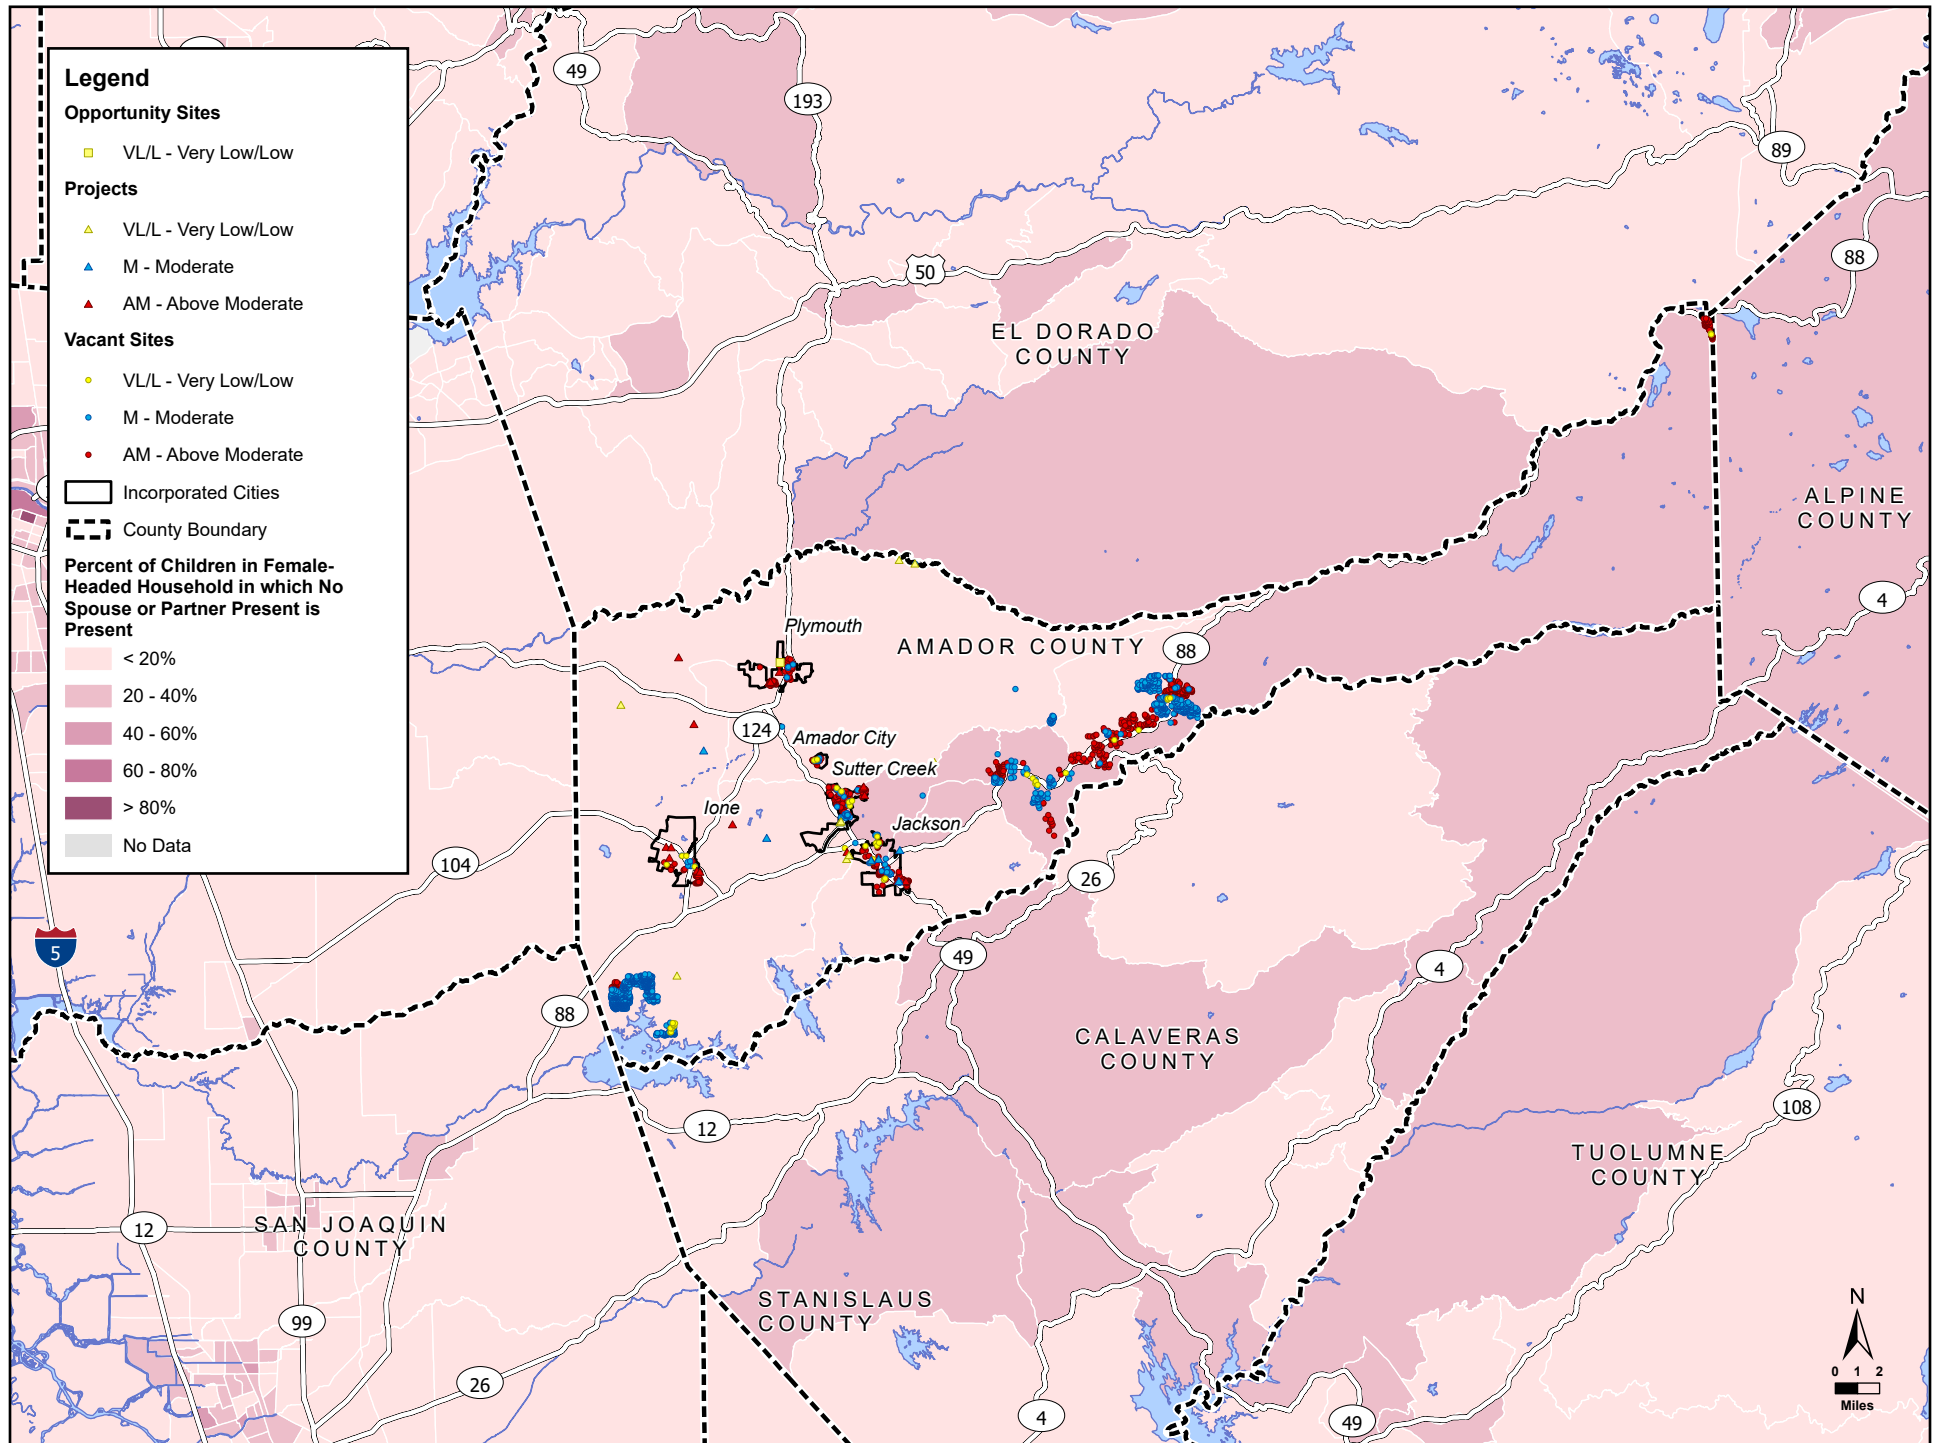 Legend
Opportunity Sites
VL/L - Very Low/Low
Projects
VL/L - Very Low/Low
M - Moderate
AM - Above Moderate
Vacant Sites
VL/L - Very Low/Low
M - Moderate
AM - Above Moderate
Incorporated Cities
County Boundary
Percent of Children in Female-
Headed Household in which No
Spouse or Partner Present is
Present
< 20%
20 - 40%
40 - 60%
60 - 80%
> 80%
No Data
49
193
89
50
88
EL DORADO
COUNTY
ALPINE
COUNTY
4
Plymouth
AMADOR COUNTY
88
124
Amador City
Sutter Creek
Ione
Jackson
104
26
5
49
4
88
CALAVERAS
COUNTY
12
108
TUOLUMNE
COUNTY
12
SAN JOAQUIN
COUNTY
STANISLAUS
COUNTY
99
26
4
49
N
0 1 2
Miles